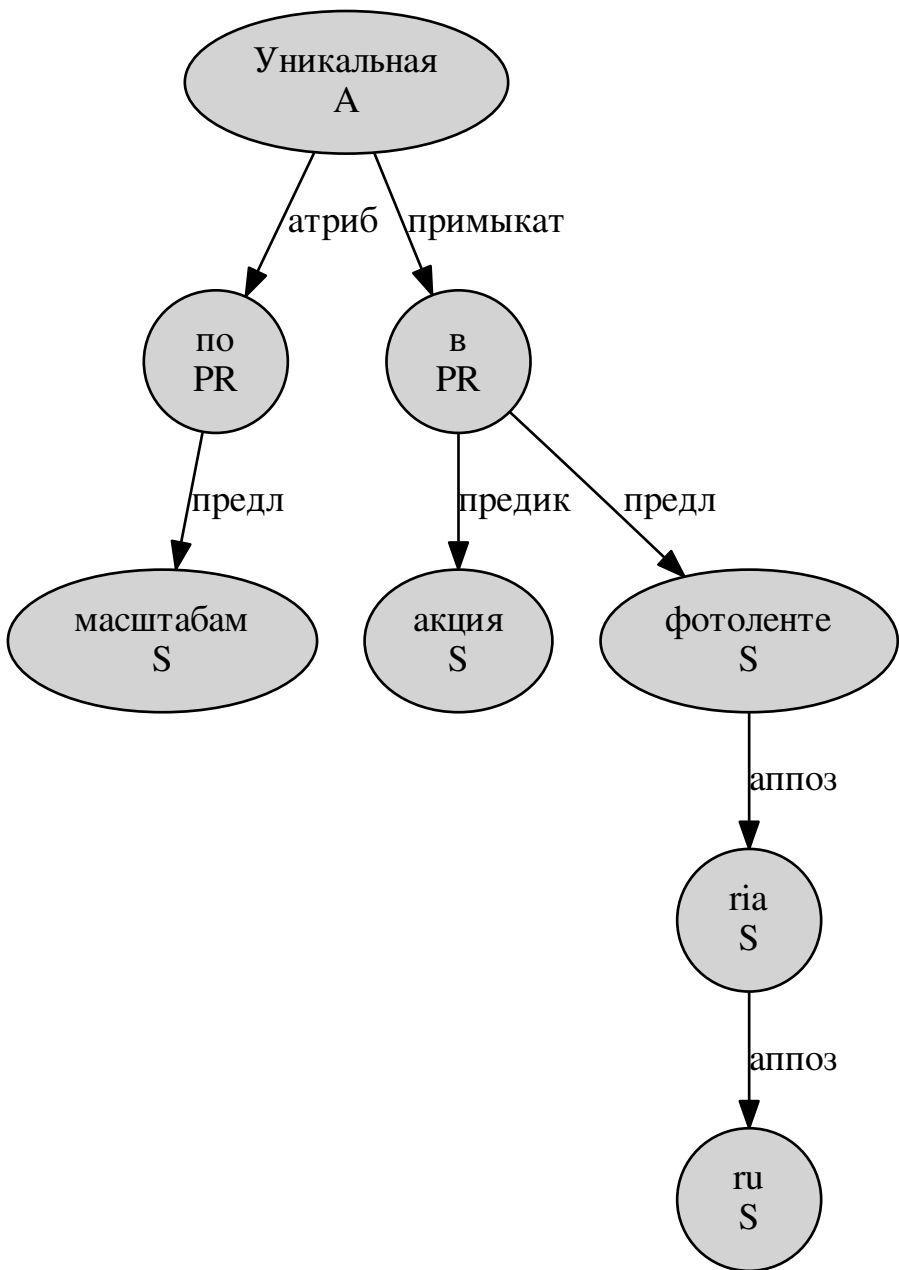 Уникальная
A
атриб
примыкат
по
PR
в
PR
предл
предик
предл
масштабам
S
акция
S
фотоленте
S
аппоз
ria
S
аппоз
ru
S